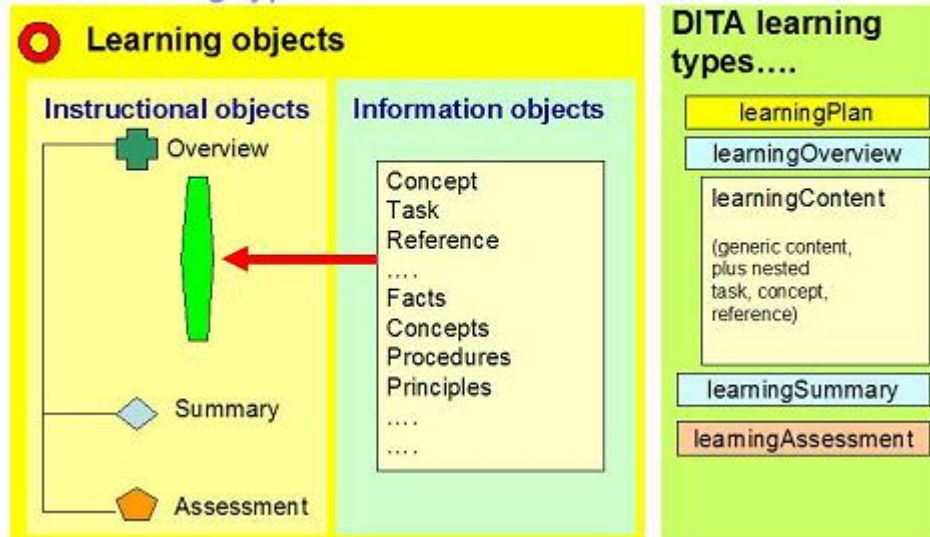 Learning objects
Instructional objects
Overview
Summary
Assessment
Information objects
Concept
Task
Reference
....
Facts
Concepts
Procedures
Principles
....
....
DITA learning
types....
learningPlan
learningOverview
learningContent
(generic content,
plus nested
task, concept,
reference)
learningSummary
learningAssessment